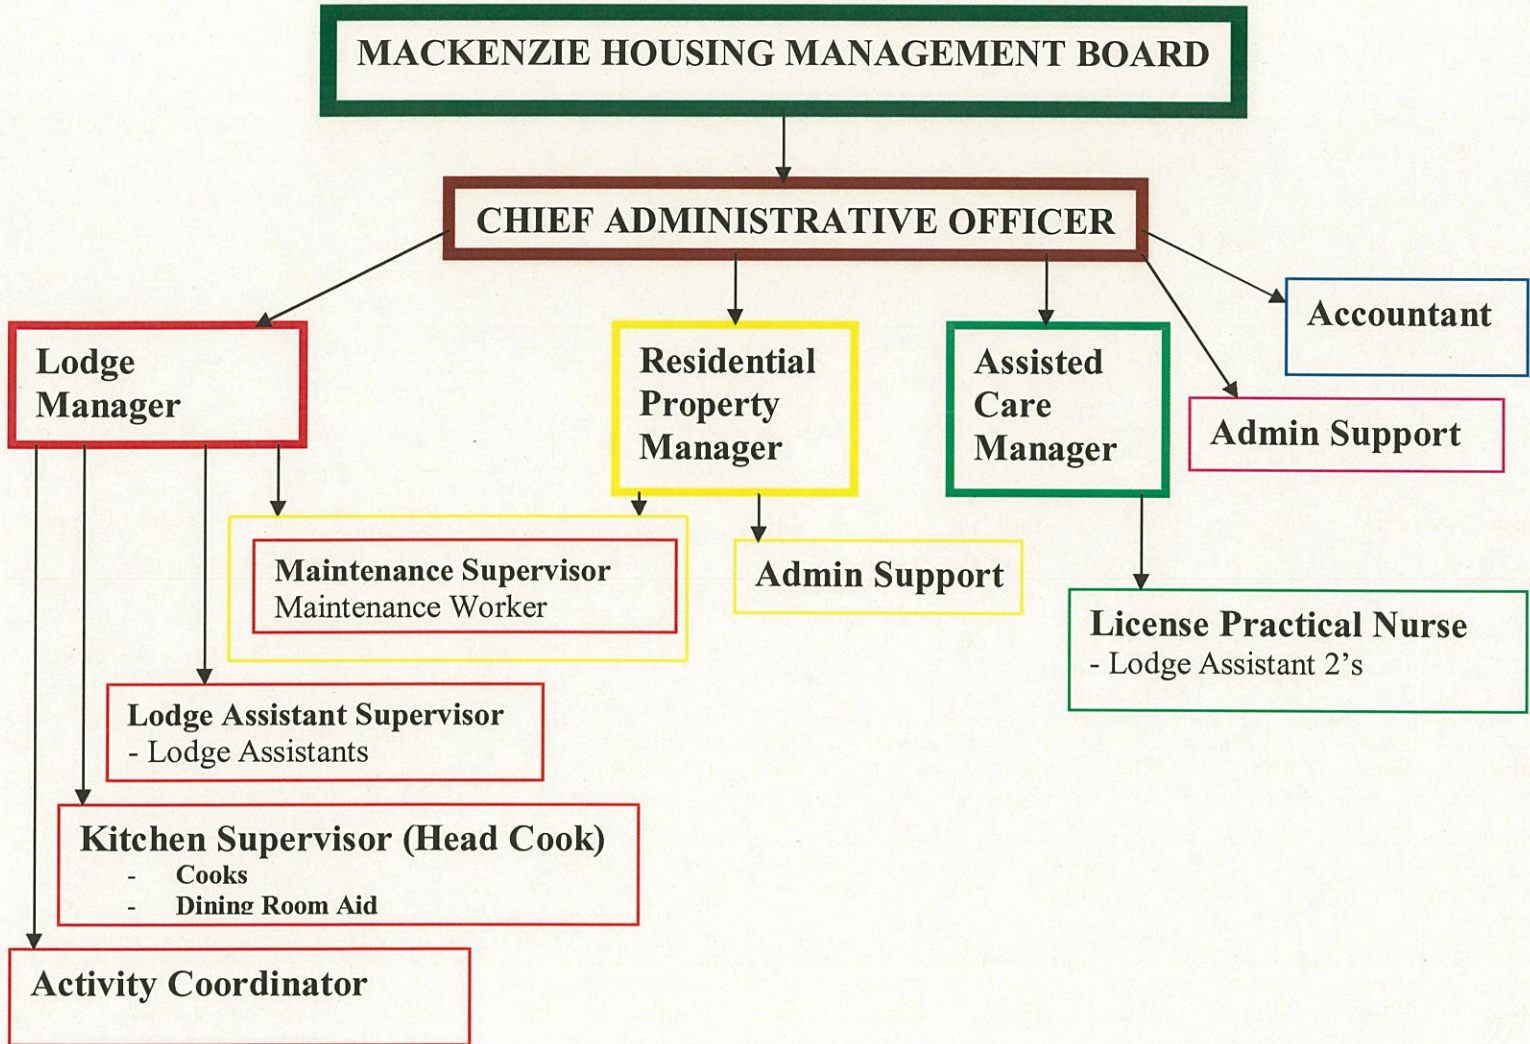 MACKENZIE HOUSING MANAGEMENT BOARD
CHIEF ADMINISTRATIVE OFFICER
Lodge
Manager
Residential
Property
Manager
Assisted
Care
Manager
Accountant
Admin Support
Maintenance Supervisor
Maintenance Worker
Admin Support
License Practical Nurse
- Lodge Assistant 2’s
Lodge Assistant Supervisor
- Lodge Assistants
Kitchen Supervisor (Head Cook)
- Cooks
- Dining Room Aid
Activity Coordinator